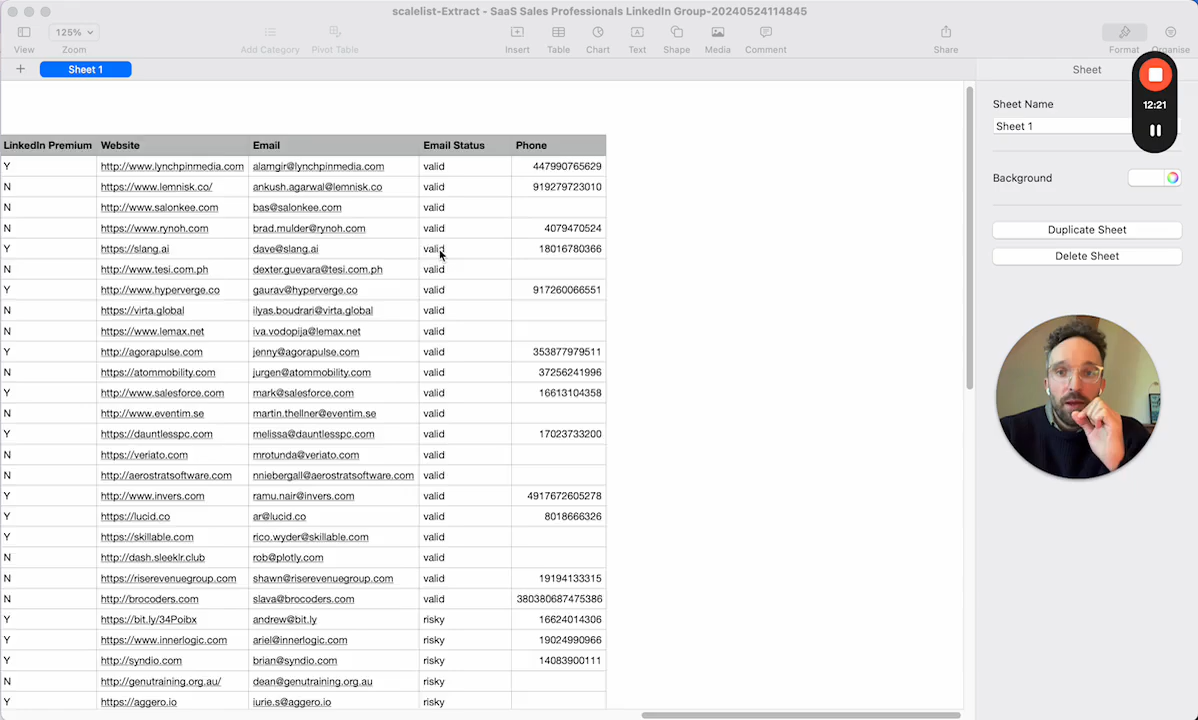 scalelist-Extract - SaaS Sales Professionals LinkedIn Group-20240524114845
125%
View Zoom Add Category Pivot Table Insert Table Chart Text Shape Media Comment Share Format Organise
Sheet 1 Sheet
12:21
Sheet Name
Sheet 1
Background
Duplicate Sheet
Delete Sheet
LinkedIn Premium Website Email Email Status Phone
Y http://www.lynchpinmedia.com alamgir@lynchpinmedia.com valid 447990765629
N https://www.lemnisk.co/ ankush.agarwal@lemnisk.co valid 919279723010
N http://www.salonkee.com bas@salonkee.com valid
N https://www.rynoh.com brad.mulder@rynoh.com valid 4079470524
Y https://slang.ai dave@slang.ai valid 18016780366
N http://www.tesi.com.ph dexter.guevara@tesi.com.ph valid
Y http://www.hyperverge.co gaurav@hyperverge.co valid 917260066551
N https://virta.global ilyas.boudrari@virta.global valid
N https://www.lemax.net iva.vodopija@lemax.net valid
Y http://agorapulse.com jenny@agorapulse.com valid 353877979511
N https://atommobility.com jurgen@atommobility.com valid 37256241996
Y http://www.salesforce.com mark@salesforce.com valid 16613104358
N http://www.eventim.se martin.thellner@eventim.se valid
Y https://dauntlesspc.com melissa@dauntlesspc.com valid 17023733200
N https://veriato.com mrotunda@veriato.com valid
N http://aerostratsoftware.com nniebergall@aerostratsoftware.com valid
Y http://www.invers.com ramu.nair@invers.com valid 4917672605278
Y https://lucid.co ar@lucid.co valid 8018666326
Y https://skillable.com rico.wyder@skillable.com valid
N http://dash.sleeklr.club rob@plotly.com valid
N https://riserevenuegroup.com shawn@riserevenuegroup.com valid 19194133315
N http://brocoders.com slava@brocoders.com valid 380380687475386
Y https://bit.ly/34Poibx andrew@bit.ly risky 16624014306
Y https://www.innerlogic.com ariel@innerlogic.com risky 19024990966
Y http://syndio.com brian@syndio.com risky 14083900111
N http://genutraining.org.au/ dean@genutraining.org.au risky
Y https://aggero.io iurie.s@aggero.io risky